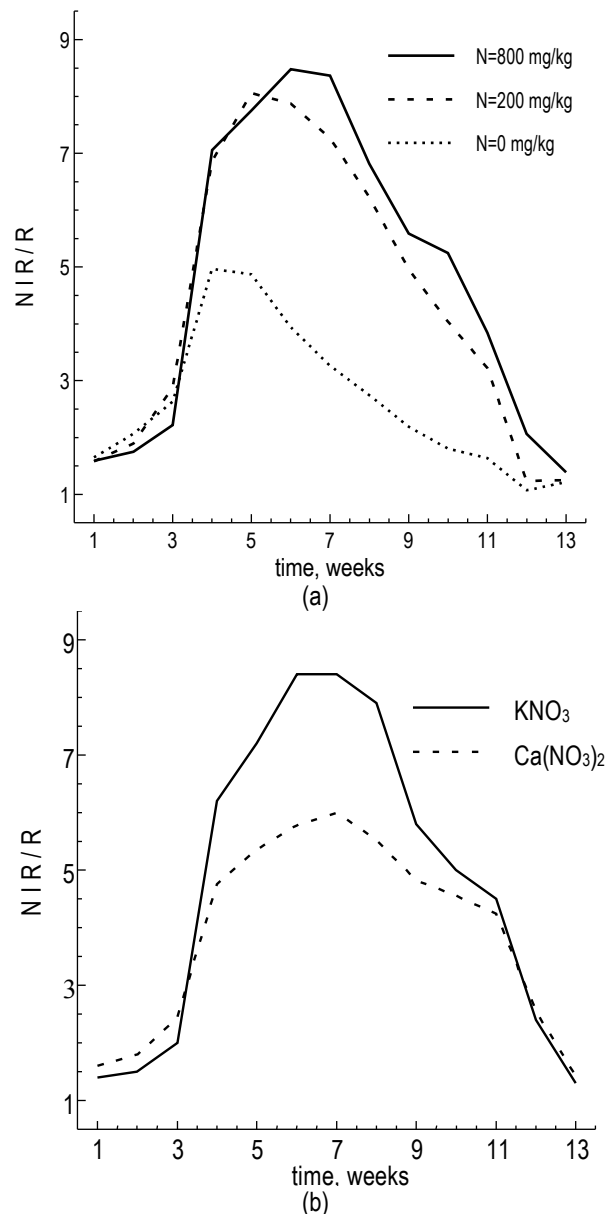 9
7
5
3
1
NIR/R
N=800 mg/kg
N=200 mg/kg
N=0 mg/kg
1 3 5 7 9 11 13
time, weeks
(a)
9
7
5
3
1
NIR/R
KNO₃
Ca(NO₃)₂
1 3 5 7 9 11 13
time, weeks
(b)